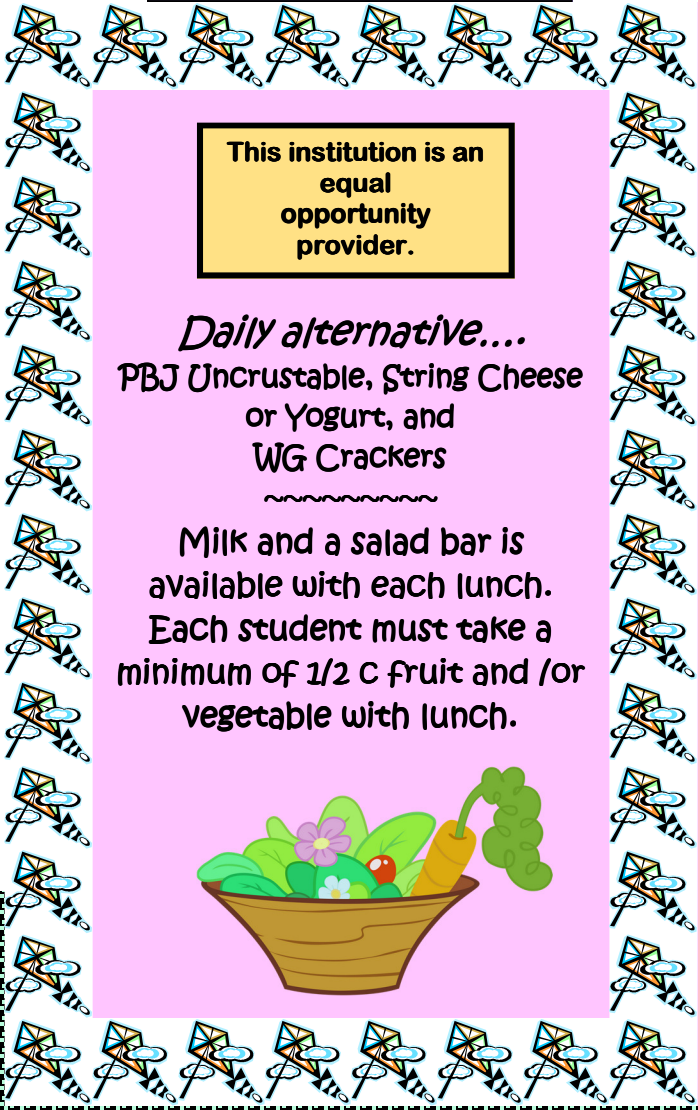 This institution is an
equal
opportunity
provider.
Daily alternative....
PBJ Uncrustable, String Cheese
or Yogurt, and
WG Crackers
~~~~~~~~~
Milk and a salad bar is
available with each lunch.
Each student must take a
minimum of 1/2 c fruit and /or
vegetable with lunch.